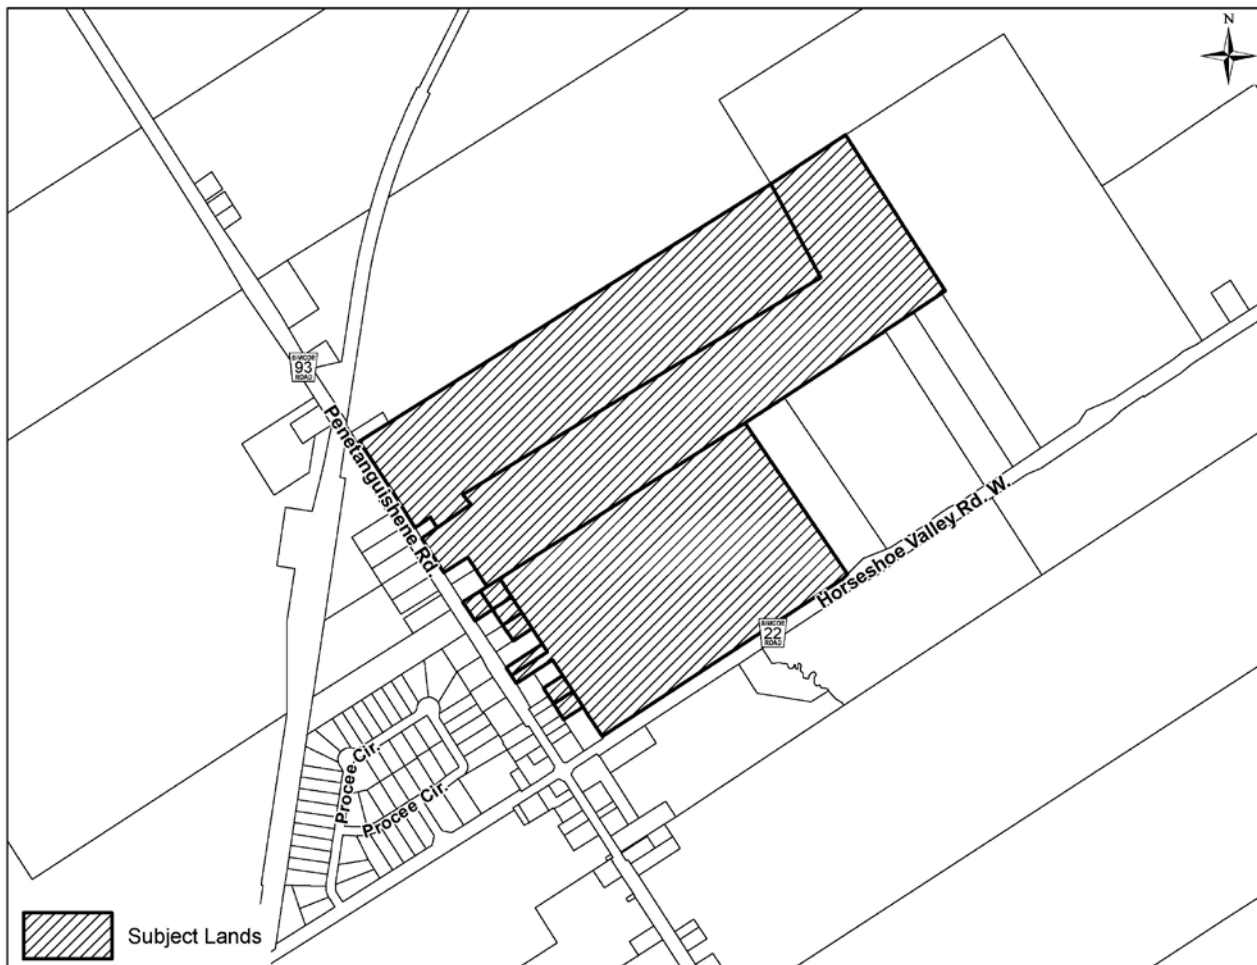 N
SIMCOE
93
ROAD
Penetanguishene Rd.
Horseshoe Valley Rd. W.
SIMCOE
22
ROAD
Procee Cir.
Procee Cir.
Subject Lands